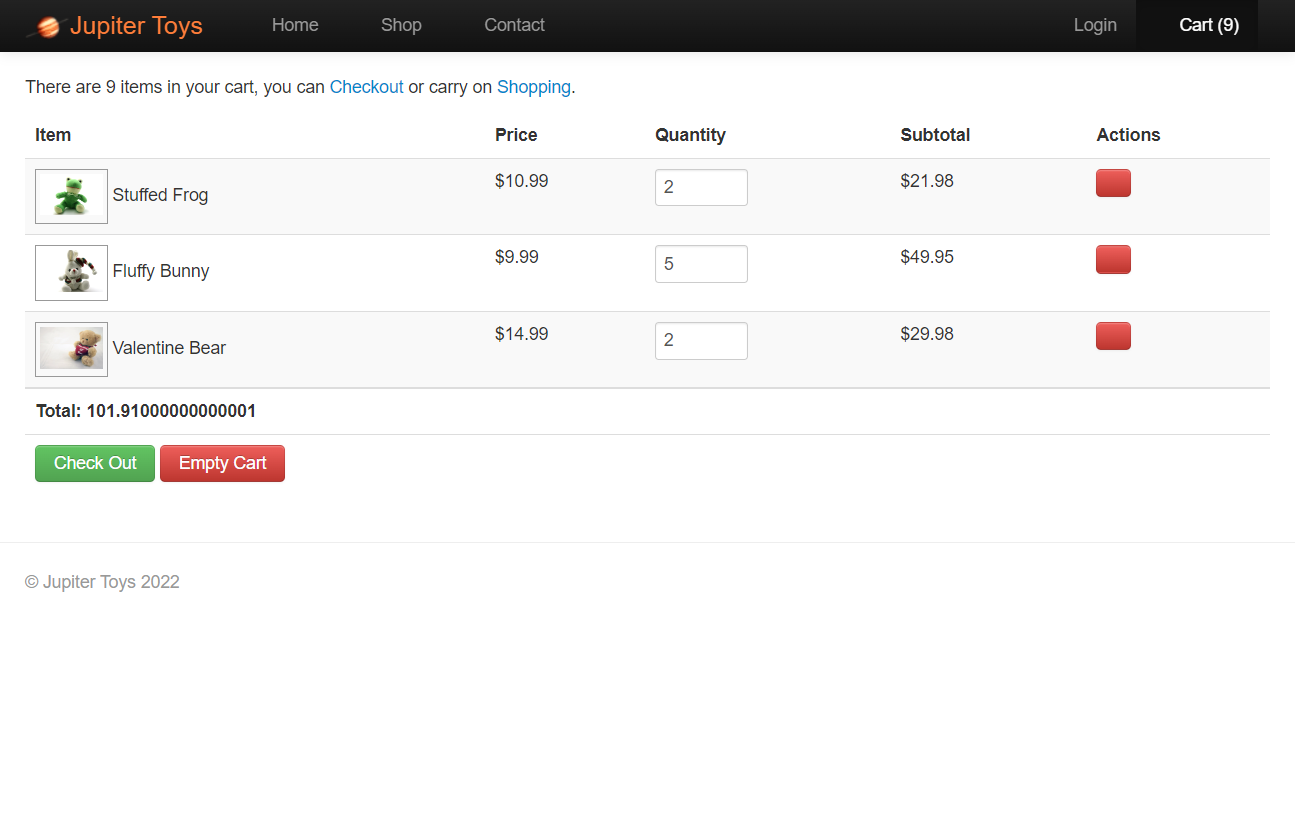 Jupiter Toys Home Shop Contact Login Cart (9)
There are 9 items in your cart, you can Checkout or carry on Shopping.
Item Price Quantity Subtotal Actions
Stuffed Frog $10.99 2 $21.98
Fluffy Bunny $9.99 5 $49.95
Valentine Bear $14.99 2 $29.98
Total: 101.91000000000001
Check Out Empty Cart
© Jupiter Toys 2022